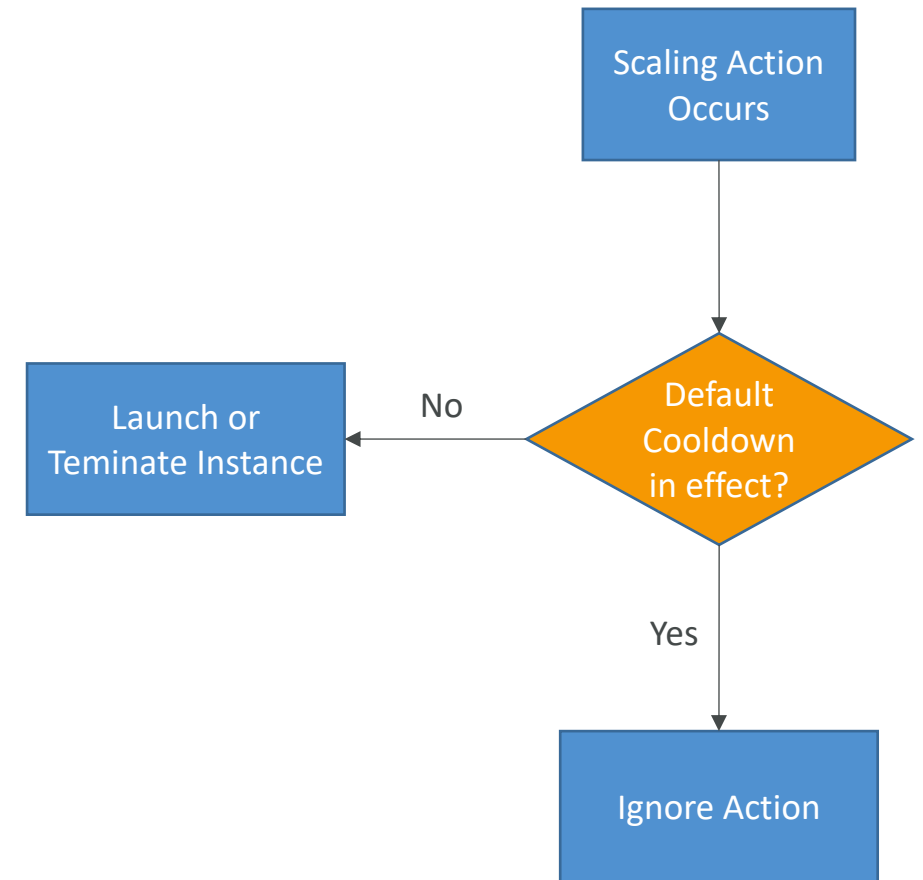 Scaling Action
Occurs
Default
Cooldown
in effect?
No
Launch or
Teminate Instance
Yes
Ignore Action